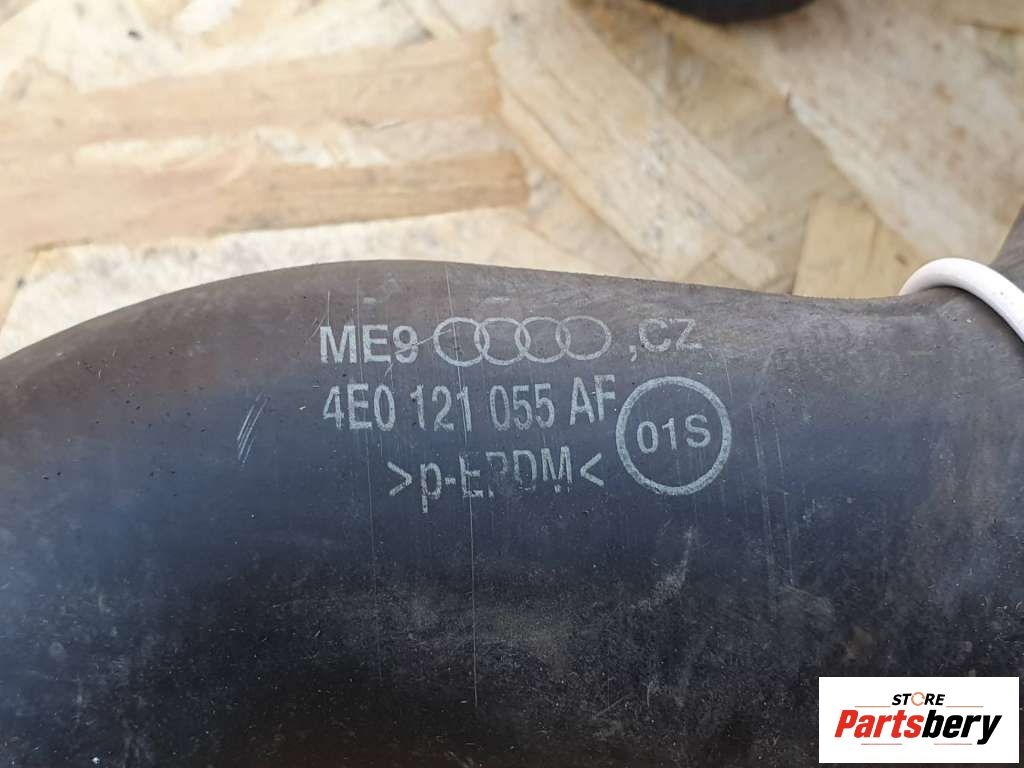 ME9 ,CZ
4E0 121 055 AF
01S
>p-EPDM<
STORE
Partsbery